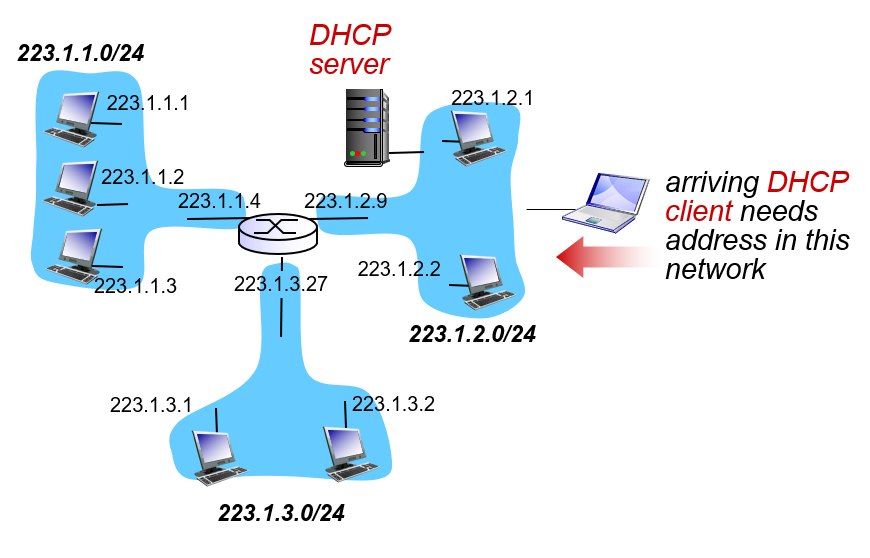 DHCP
server
223.1.1.0/24
223.1.1.1
223.1.2.1
223.1.1.2
223.1.1.4
223.1.2.9
arriving DHCP
client needs
address in this
network
223.1.1.3
223.1.3.27
223.1.2.2
223.1.2.0/24
223.1.3.1
223.1.3.2
223.1.3.0/24